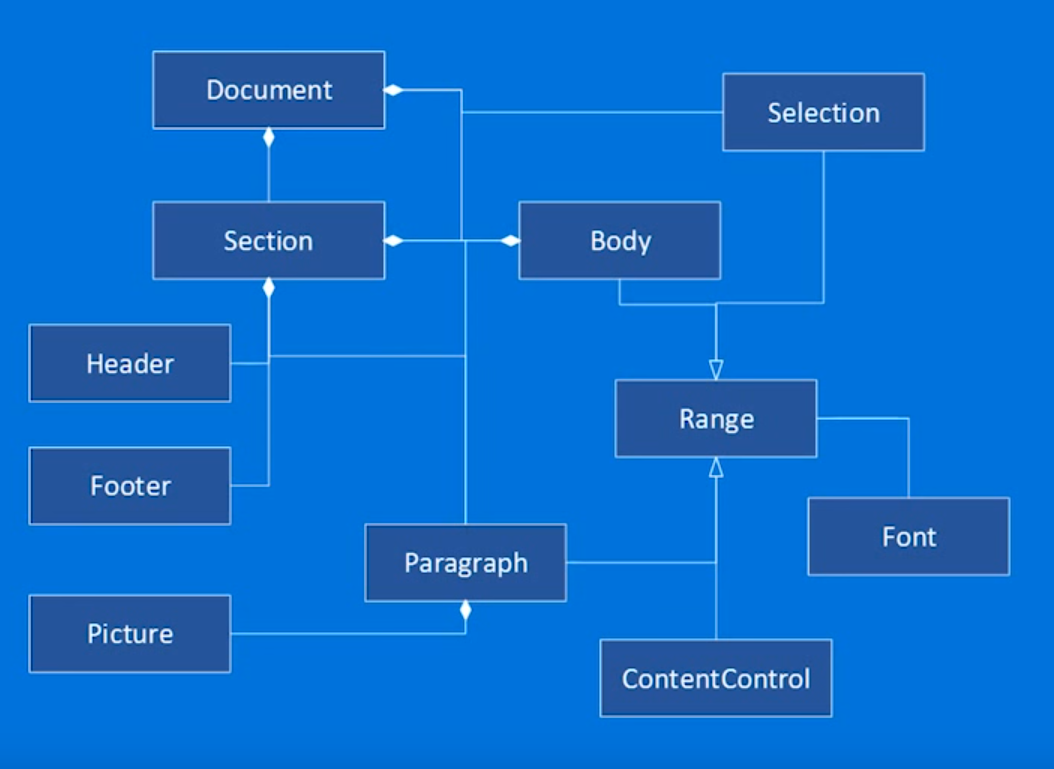 Document
Selection
Section
Body
Header
Range
Footer
Font
Paragraph
Picture
ContentControl